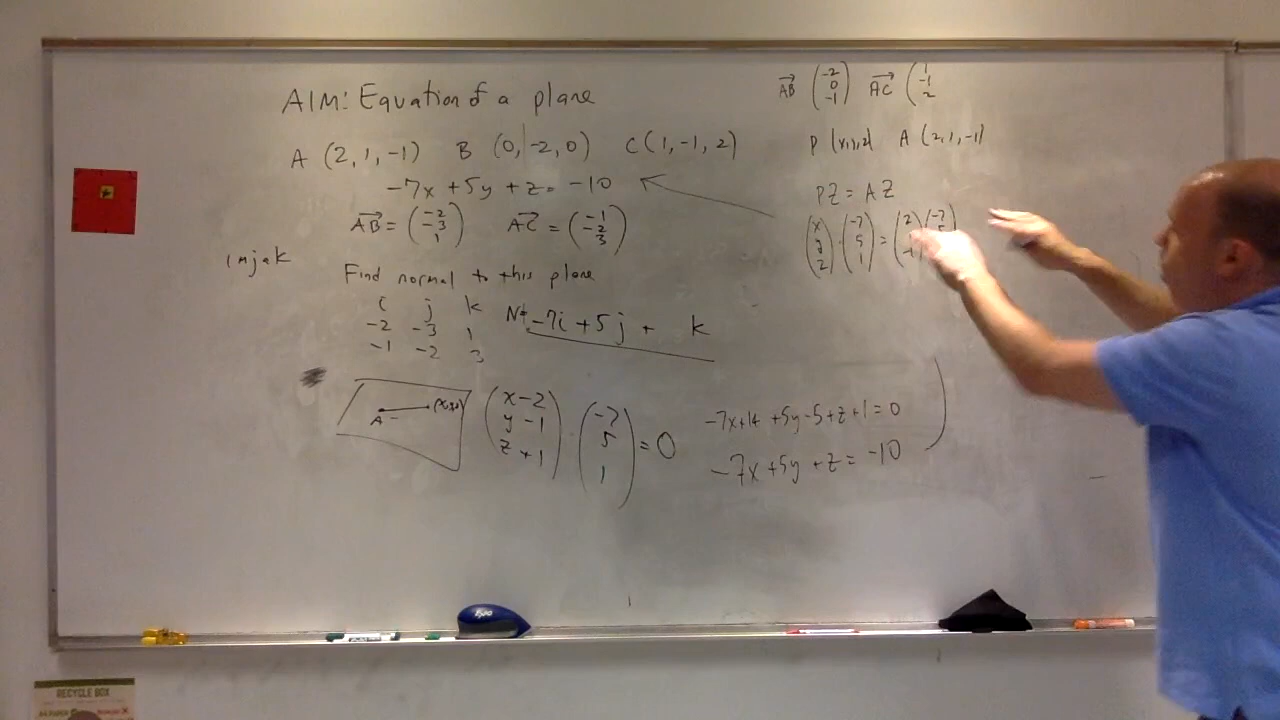 AIM: Equation of a plane
A (2, 1, -1) B (0, -2, 0) C (1, -1, 2)
-7x + 5y + z = -10
AB = (-2 -3 1) AC = (-1 -2 3)
Find normal to this plane
i j k
-2 -3 1
-1 -2 3
-7i + 5j + k
A
(x-2 y-1 z+1) · (-7 5 1) = 0
-7x+14 +5y-5+z+1=0
-7x +5y +z = -10
AB (-2 0 -1) AC (1 -1 2
P (x,y,z) A (2,1,-1)
PZ = AZ
(x y z) · (-7 5 1) =
RECYCLE BOX